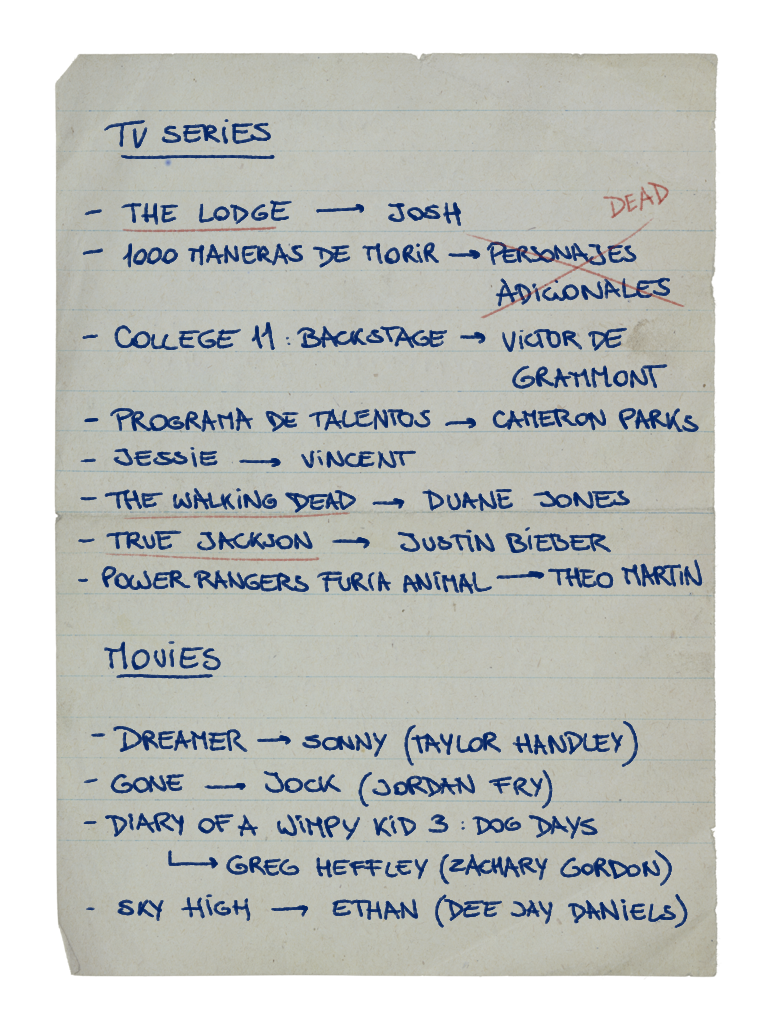 TV SERIES
DEAD
- THE LODGE → JOSH
- 1000 MANERAS DE MORIR → PERSONAJES
ADICIONALES
- COLLEGE 11 : BACKSTAGE → VICTOR DE
GRAMMONT
- PROGRAMA DE TALENTOS → CAMERON PARKS
- JESSIE → VINCENT
- THE WALKING DEAD → DUANE JONES
- TRUE JACKSON → JUSTIN BIEBER
- POWER RANGERS FURIA ANIMAL → THEO MARTIN
MOVIES
- DREAMER → SONNY (TAYLOR HANDLEY)
- GONE → JOCK (JORDAN FRY)
- DIARY OF A WIMPY KID 3 : DOG DAYS
↳ GREG HEFFLEY (ZACHARY GORDON)
- SKY HIGH → ETHAN (DEE JAY DANIELS)